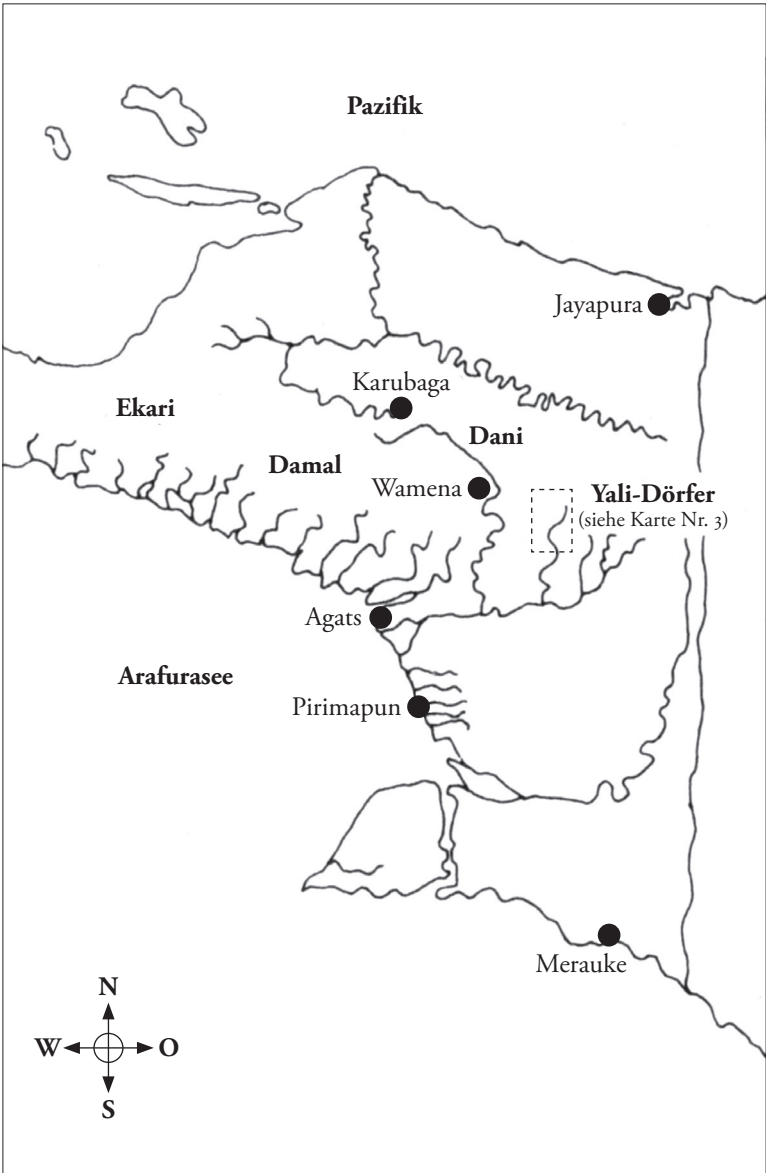 Pazifik
Jayapura
Karubaga
Ekari
Dani
Damal
Wamena
Yali-Dörfer
(siehe Karte Nr. 3)
Agats
Arafurasee
Pirimapun
Merauke
N
W
O
S